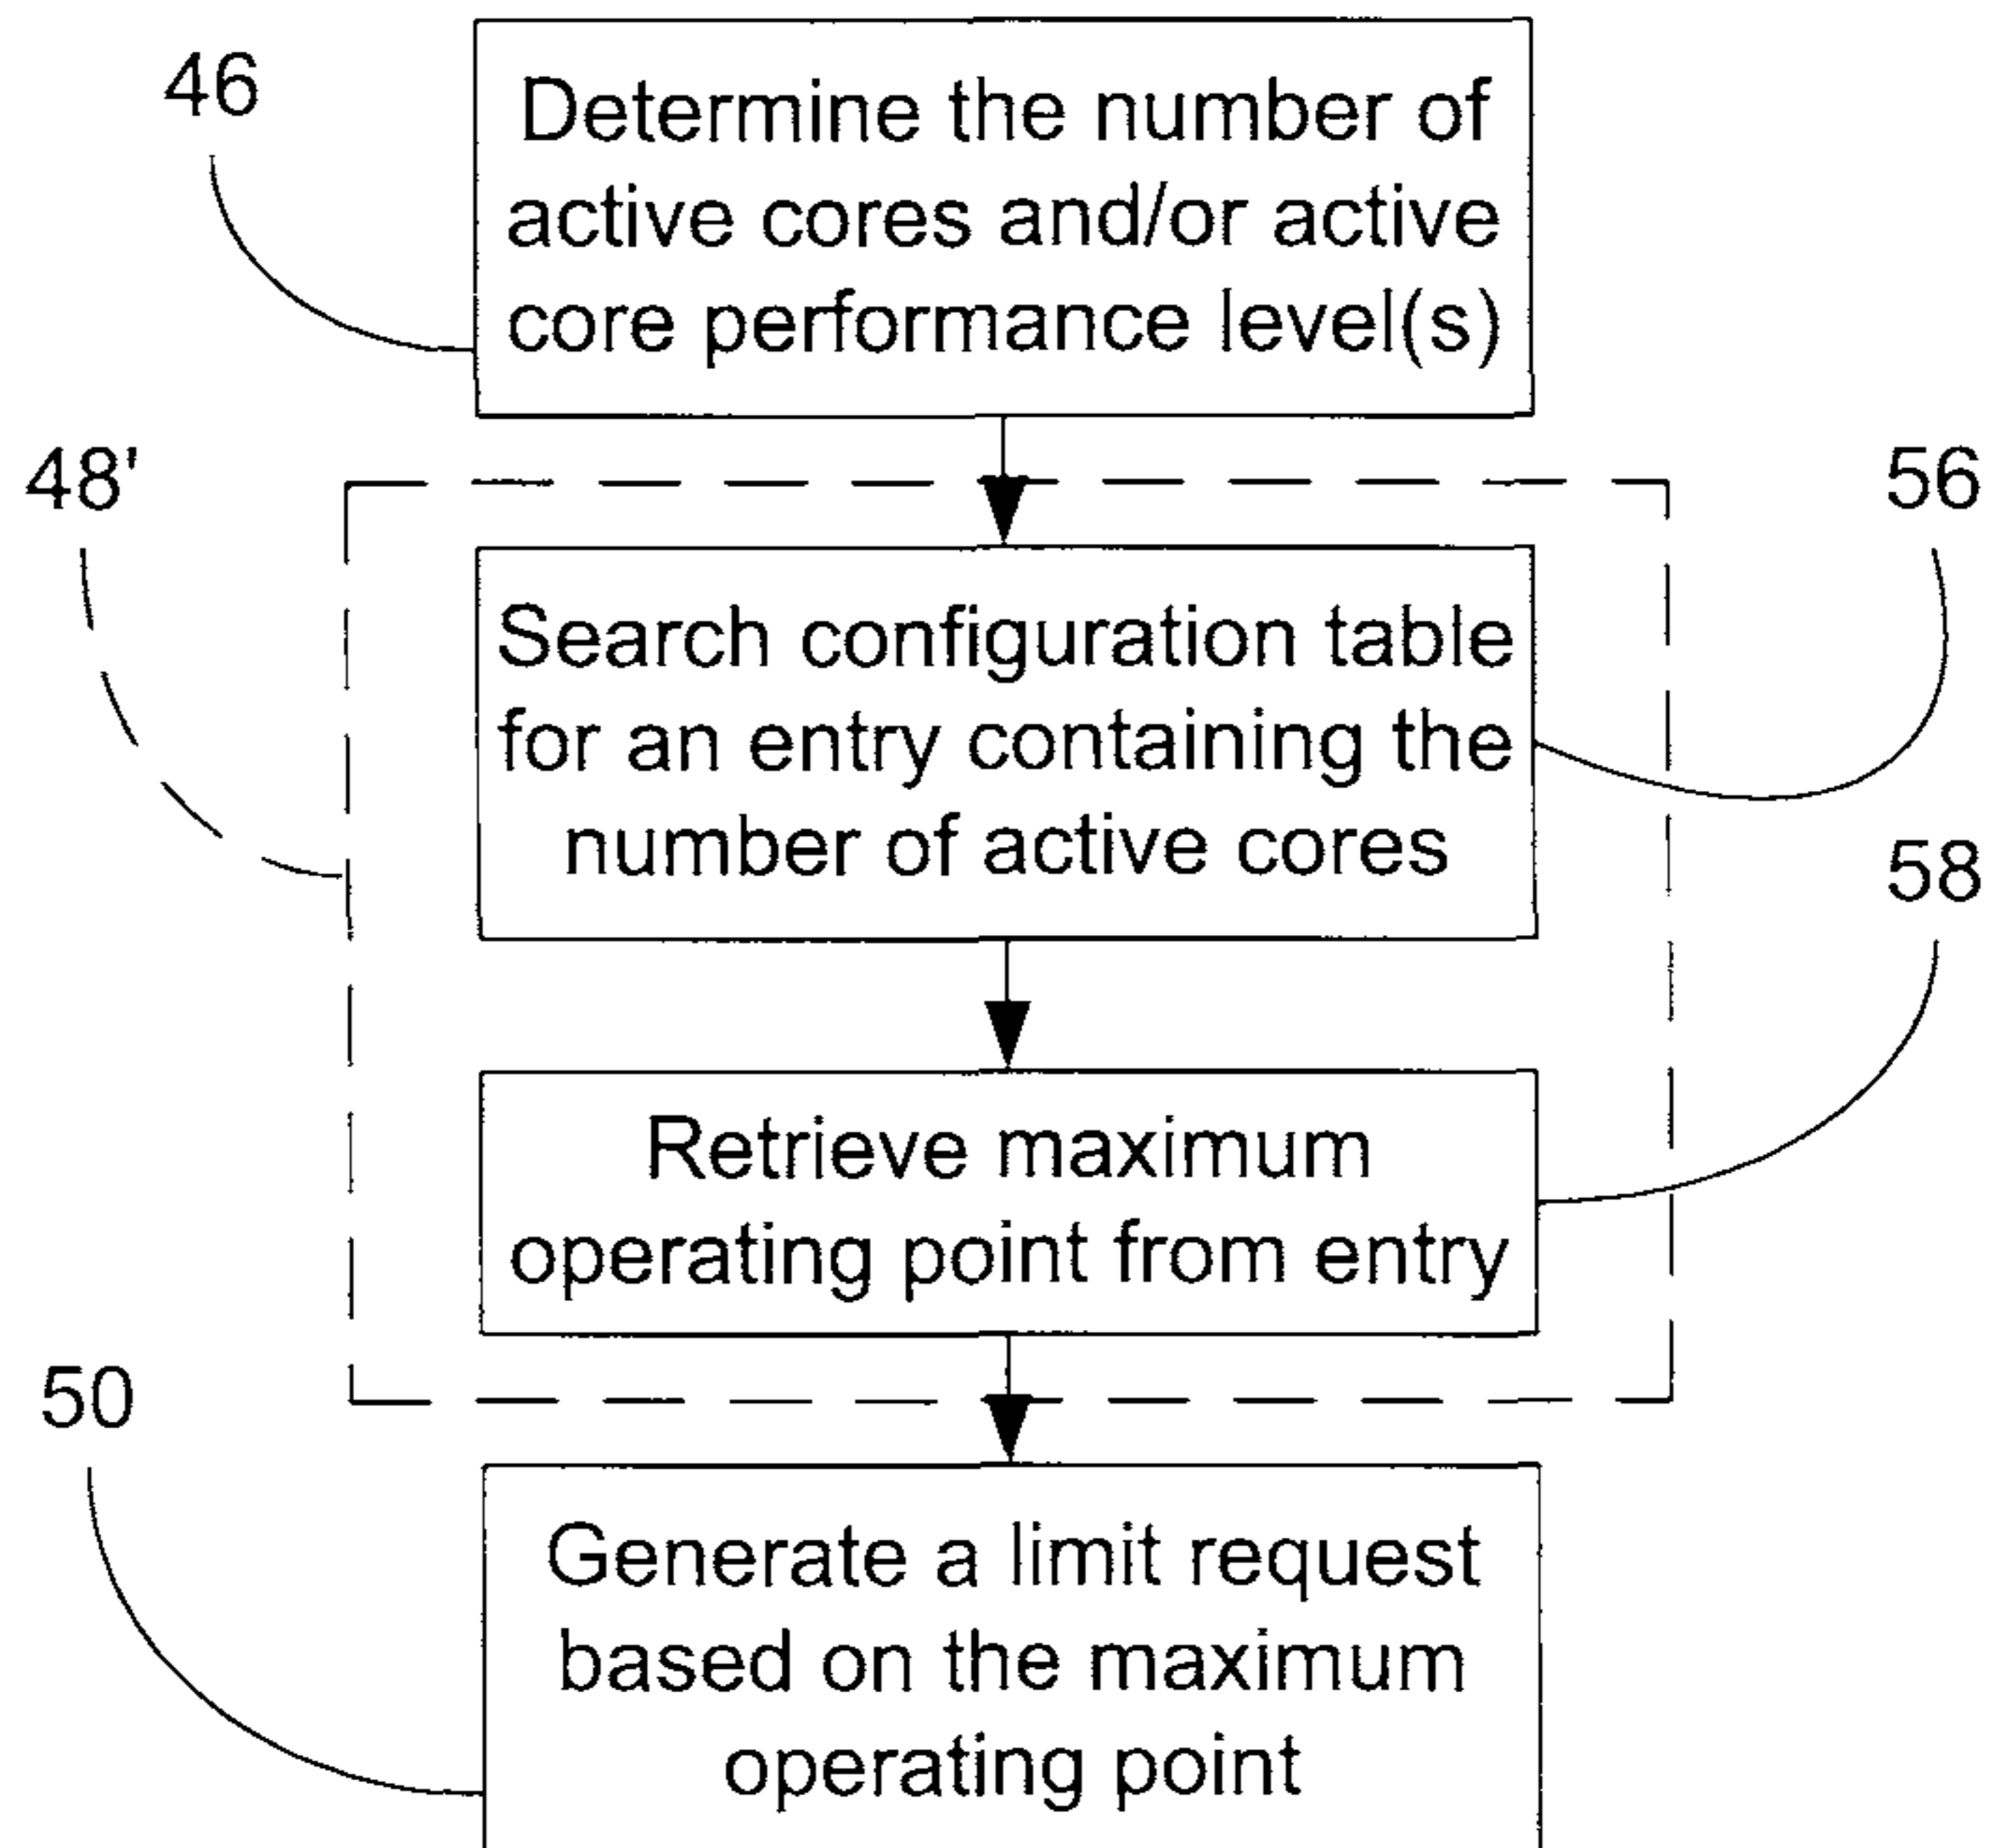 46
Determine the number of
active cores and/or active
core performance level(s)
48'
56
Search configuration table
for an entry containing the
number of active cores
58
Retrieve maximum
operating point from entry
50
Generate a limit request
based on the maximum
operating point